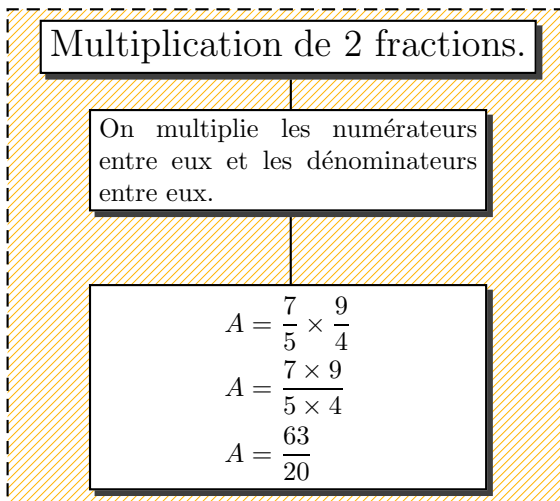 Multiplication de 2 fractions.
On multiplie les numérateurs
entre eux et les dénominateurs
entre eux.
A = 7/5 × 9/4
A = (7 × 9)/(5 × 4)
A = 63/20